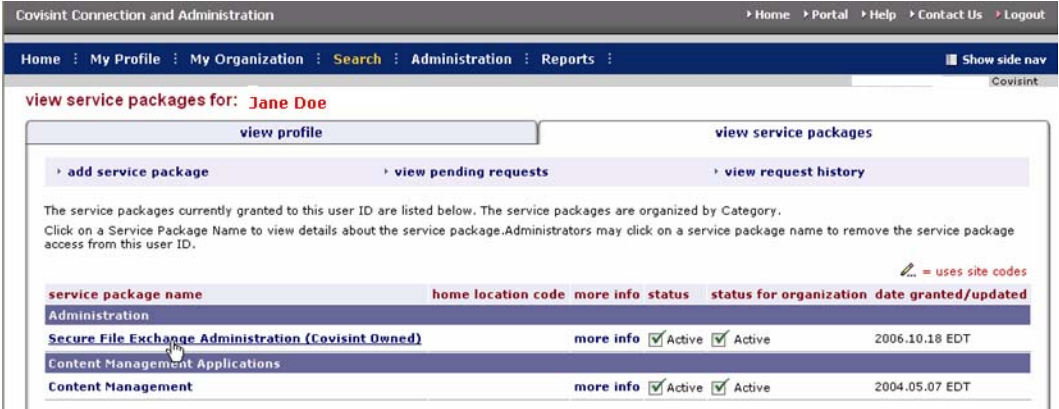 Covisint Connection and Administration
Home Portal Help Contact Us Logout
Home My Profile My Organization Search Administration Reports
Show side nav
Covisint
view service packages for: Jane Doe
view profile view service packages
add service package view pending requests view request history
The service packages currently granted to this user ID are listed below. The service packages are organized by Category.
Click on a Service Package Name to view details about the service package.Administrators may click on a service package name to remove the service package
access from this user ID.
= uses site codes
service package name home location code more info status status for organization date granted/updated
Administration
Secure File Exchange Administration (Covisint Owned) more info Active Active 2006.10.18 EDT
Content Management Applications
Content Management more info Active Active 2004.05.07 EDT